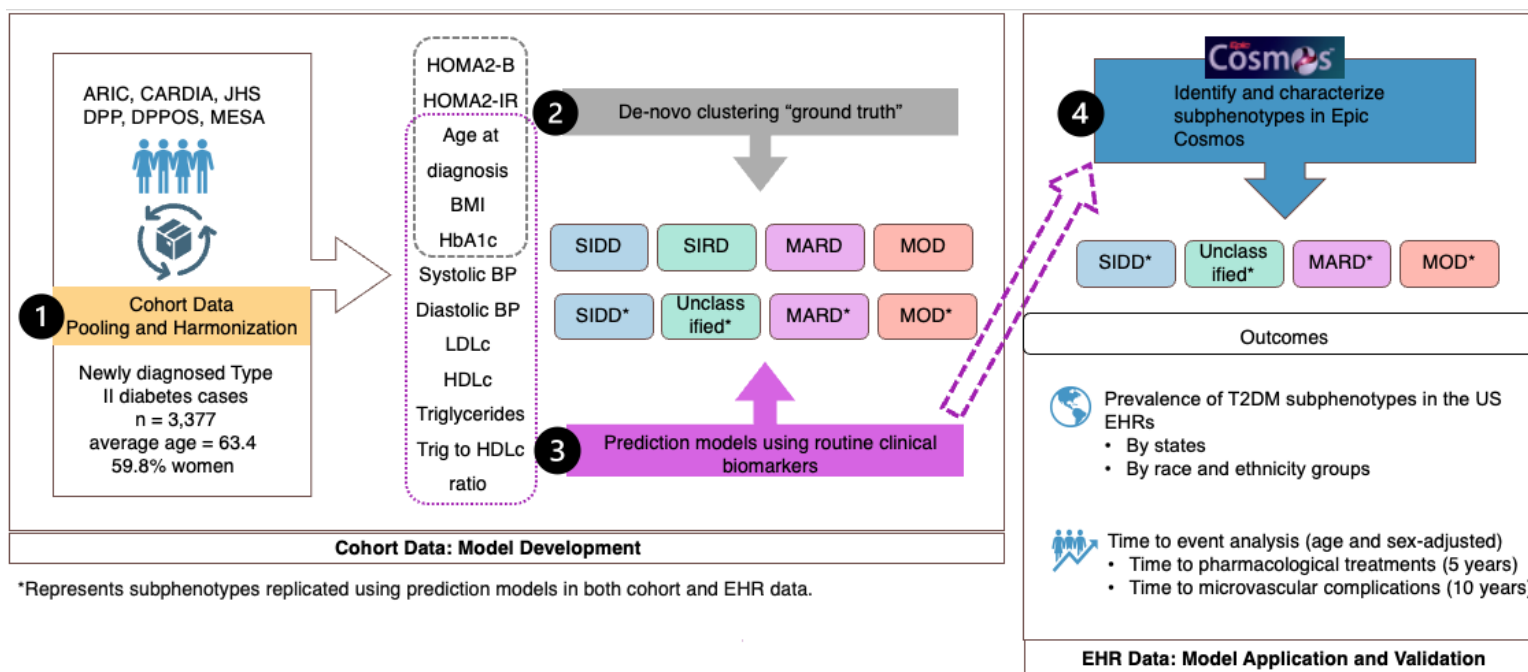 ARIC, CARDIA, JHS
DPP, DPPOS, MESA
1
Cohort Data
Pooling and Harmonization
Newly diagnosed Type
II diabetes cases
n = 3,377
average age = 63.4
59.8% women
HOMA2-B
HOMA2-IR
Age at
diagnosis
BMI
HbA1c
Systolic BP
Diastolic BP
LDLc
HDLc
Triglycerides
Trig to HDLc
ratio
2
De-novo clustering “ground truth”
SIDD
SIRD
MARD
MOD
SIDD*
Unclass
ified*
MARD*
MOD*
3
Prediction models using routine clinical
biomarkers
Cohort Data: Model Development
*Represents subphenotypes replicated using prediction models in both cohort and EHR data.
Epic
Cosmos
4
Identify and characterize
subphenotypes in Epic
Cosmos
SIDD*
Unclass
ified*
MARD*
MOD*
Outcomes
Prevalence of T2DM subphenotypes in the US
EHRs
• By states
• By race and ethnicity groups
Time to event analysis (age and sex-adjusted)
• Time to pharmacological treatments (5 years)
• Time to microvascular complications (10 years)
EHR Data: Model Application and Validation